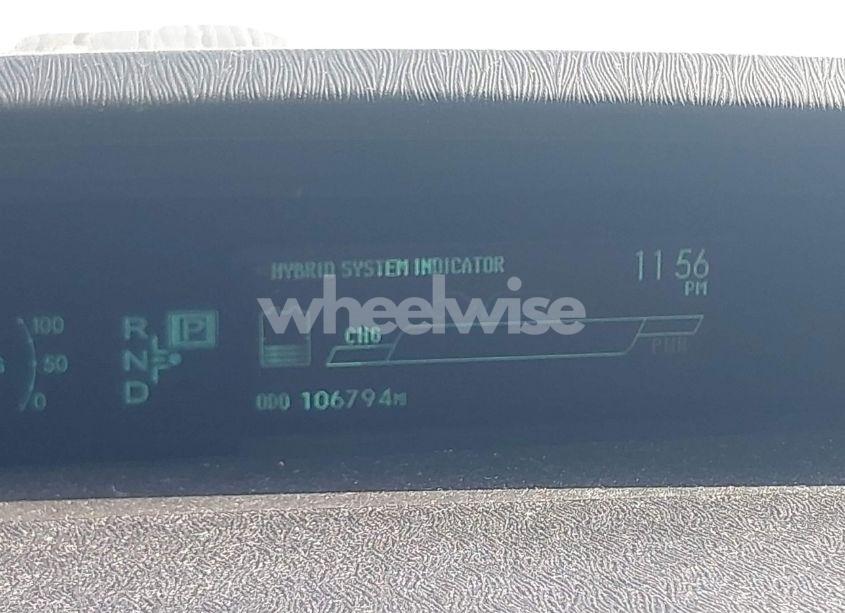 HYBRID SYSTEM INDICATOR
11 56
PM
wheelwise
100
50
0
R
N
D
P
CHG
PWR
ODO 106794MI